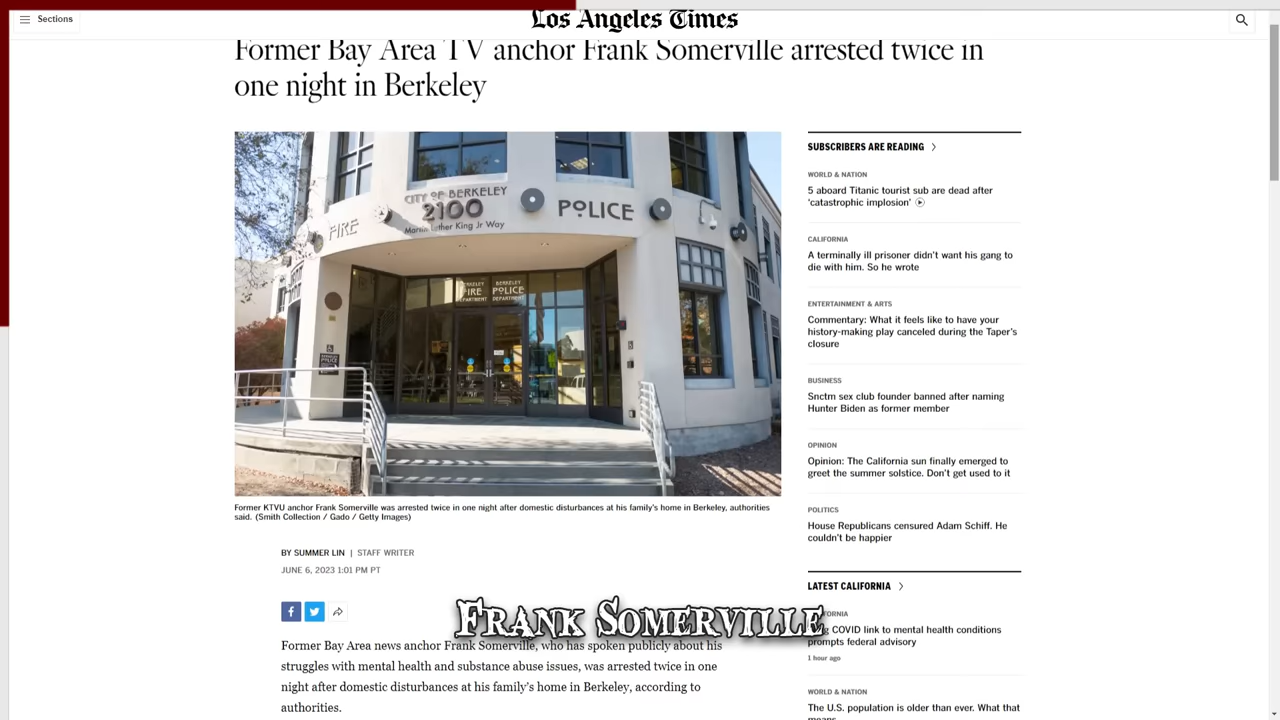 Sections
Los Angeles Times
Former Bay Area TV anchor Frank Somerville arrested twice in
one night in Berkeley
CITY OF BERKELEY
2100
Martin Luther King Jr Way
FIRE
POLICE
BERKELEY
FIRE
DEPARTMENT
BERKELEY
POLICE
DEPARTMENT
Former KTVU anchor Frank Somerville was arrested twice in one night after domestic disturbances at his family's home in Berkeley, authorities
said. (Smith Collection / Gado / Getty Images)
BY SUMMER LIN | STAFF WRITER
JUNE 6, 2023 1:01 PM PT
Frank Somerville
Former Bay Area news anchor Frank Somerville, who has spoken publicly about his
struggles with mental health and substance abuse issues, was arrested twice in one
night after domestic disturbances at his family's home in Berkeley, according to
authorities.
SUBSCRIBERS ARE READING
WORLD & NATION
5 aboard Titanic tourist sub are dead after
‘catastrophic implosion’
CALIFORNIA
A terminally ill prisoner didn't want his gang to
die with him. So he wrote
ENTERTAINMENT & ARTS
Commentary: What it feels like to have your
history-making play canceled during the Taper's
closure
BUSINESS
Snctm sex club founder banned after naming
Hunter Biden as former member
OPINION
Opinion: The California sun finally emerged to
greet the summer solstice. Don't get used to it
POLITICS
House Republicans censured Adam Schiff. He
couldn't be happier
LATEST CALIFORNIA
COVID link to mental health conditions
prompts federal advisory
1 hour ago
WORLD & NATION
The U.S. population is older than ever. What that